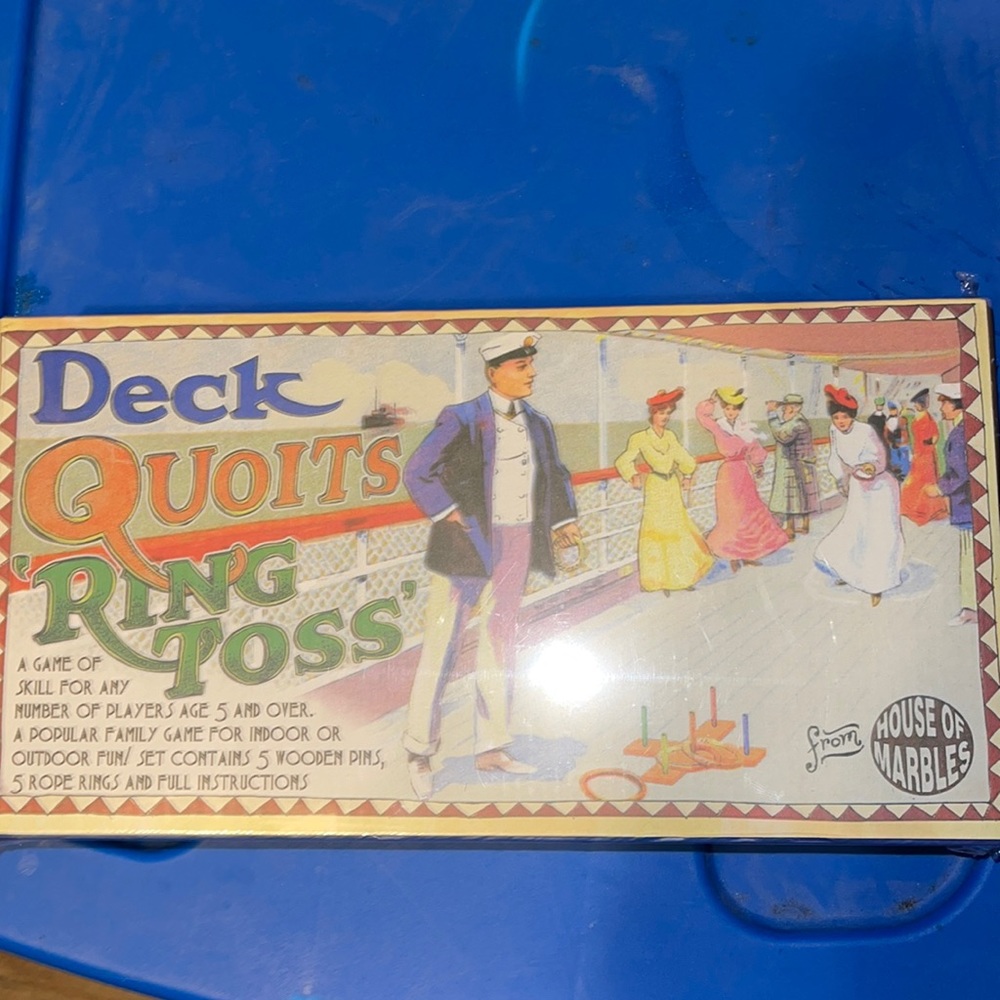 Deck
QUOITS
'RING
TOSS'
A GAME OF
SKILL FOR ANY
NUMBER OF PLAYERS AGE 5 AND OVER.
A POPULAR FAMILY GAME FOR INDOOR OR
OUTDOOR FUN! SET CONTAINS 5 WOODEN PINS,
5 ROPE RINGS AND FULL INSTRUCTIONS
from
HOUSE OF
MARBLES